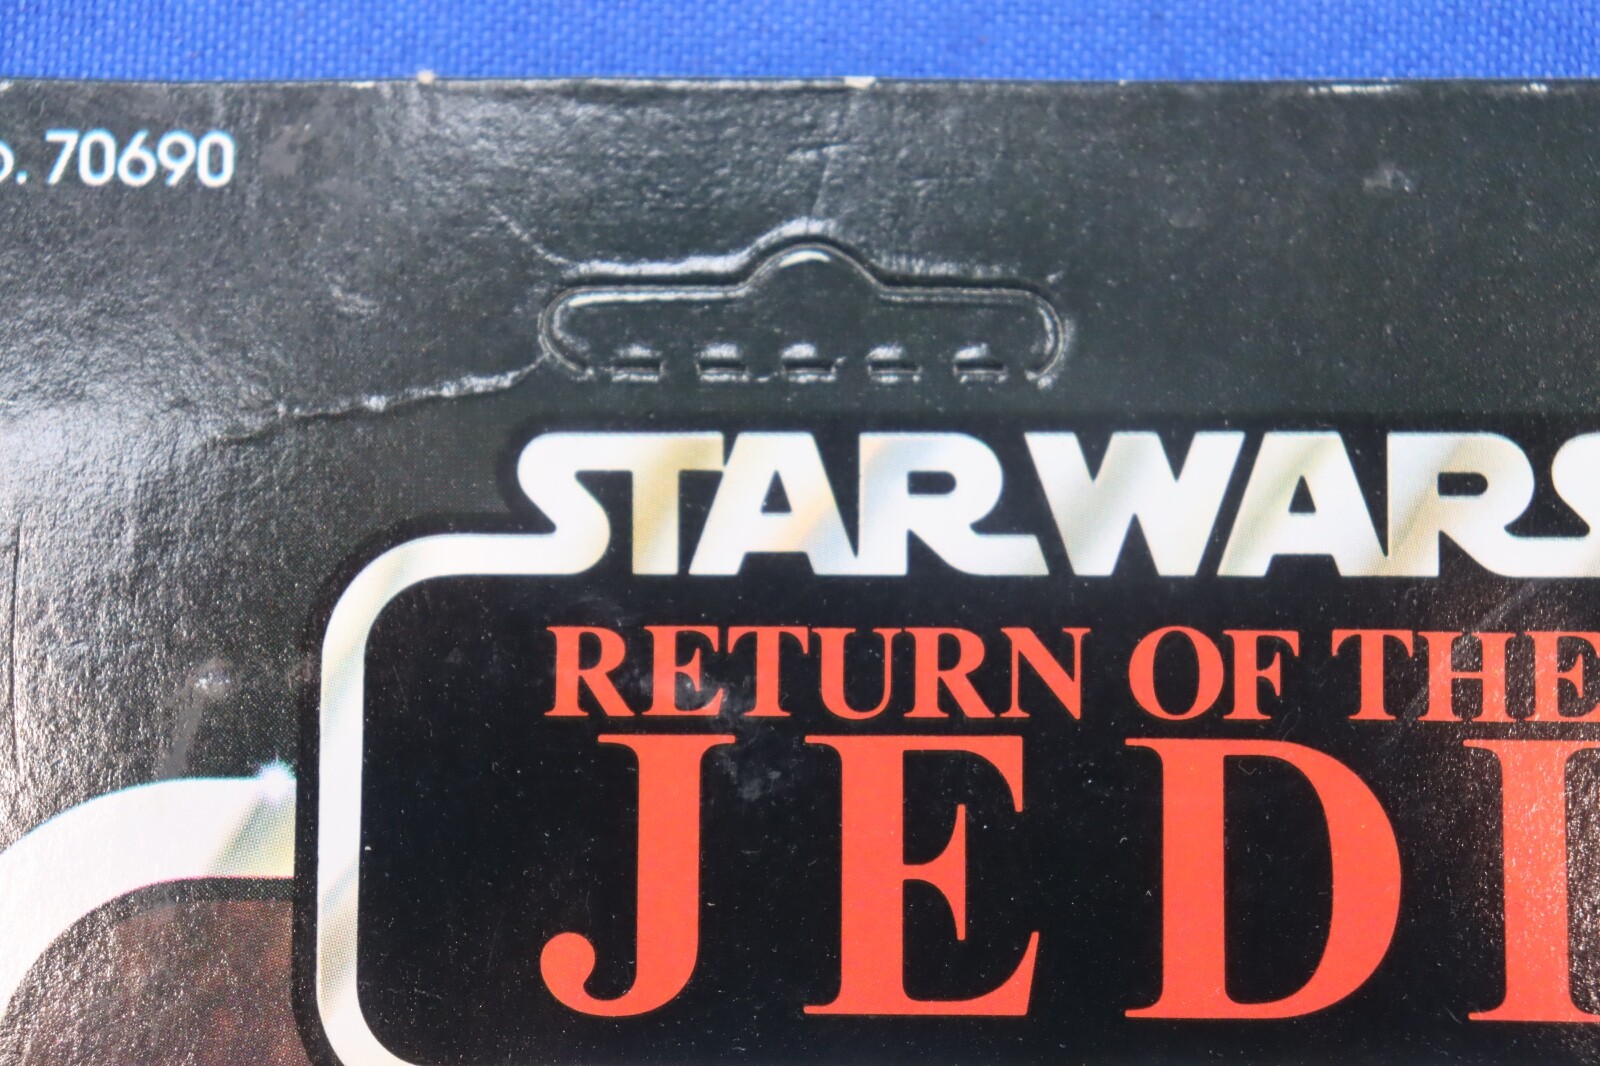 o. 70690
STAR WARS
RETURN OF THE
JEDI